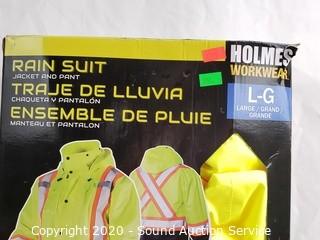 HOLMES
WORKWEAR
RAIN SUIT
JACKET AND PANT
TRAJE DE LLUVIA
CHAQUETA Y PANTALÓN
ENSEMBLE DE PLUIE
MANTEAU ET PANTALON
L-G
LARGE / GRAND
GRANDE
Copyright 2020 - Sound Auction Service